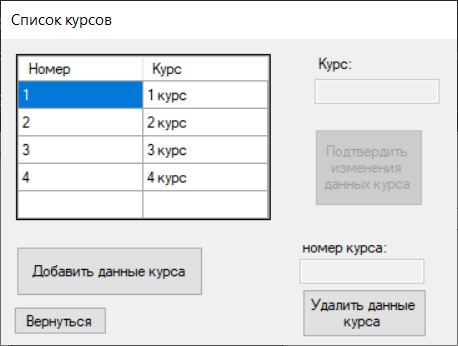 Список курсов
Номер Курс
1 1 курс
2 2 курс
3 3 курс
4 4 курс
Курс:
Подтвердить
изменения
данных курса
Добавить данные курса
номер курса:
Удалить данные
курса
Вернуться